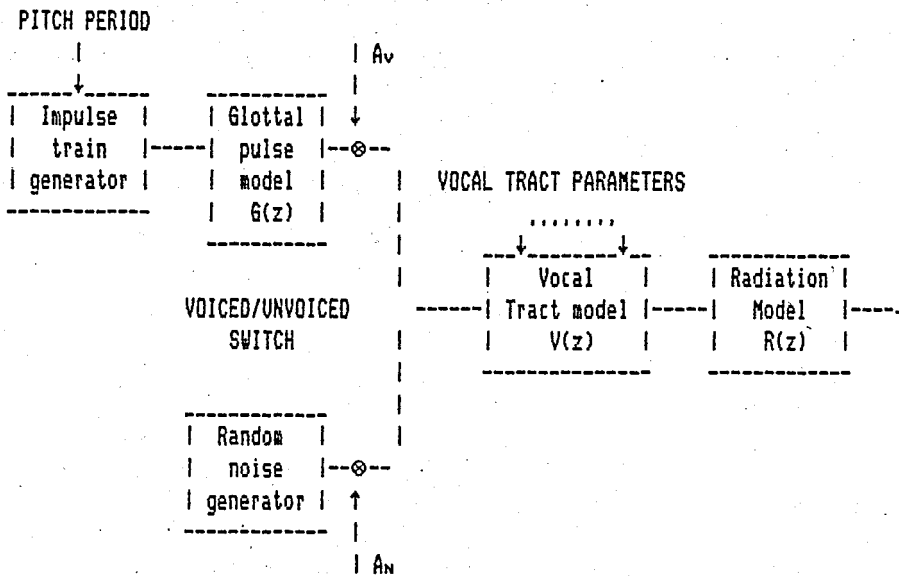 PITCH PERIOD
Av
Impulse
train
generator
Glottal
pulse
model
G(z)
VOCAL TRACT PARAMETERS
VOICED/UNVOICED
SWITCH
Vocal
Tract model
V(z)
Radiation
Model
R(z)
Random
noise
generator
AN